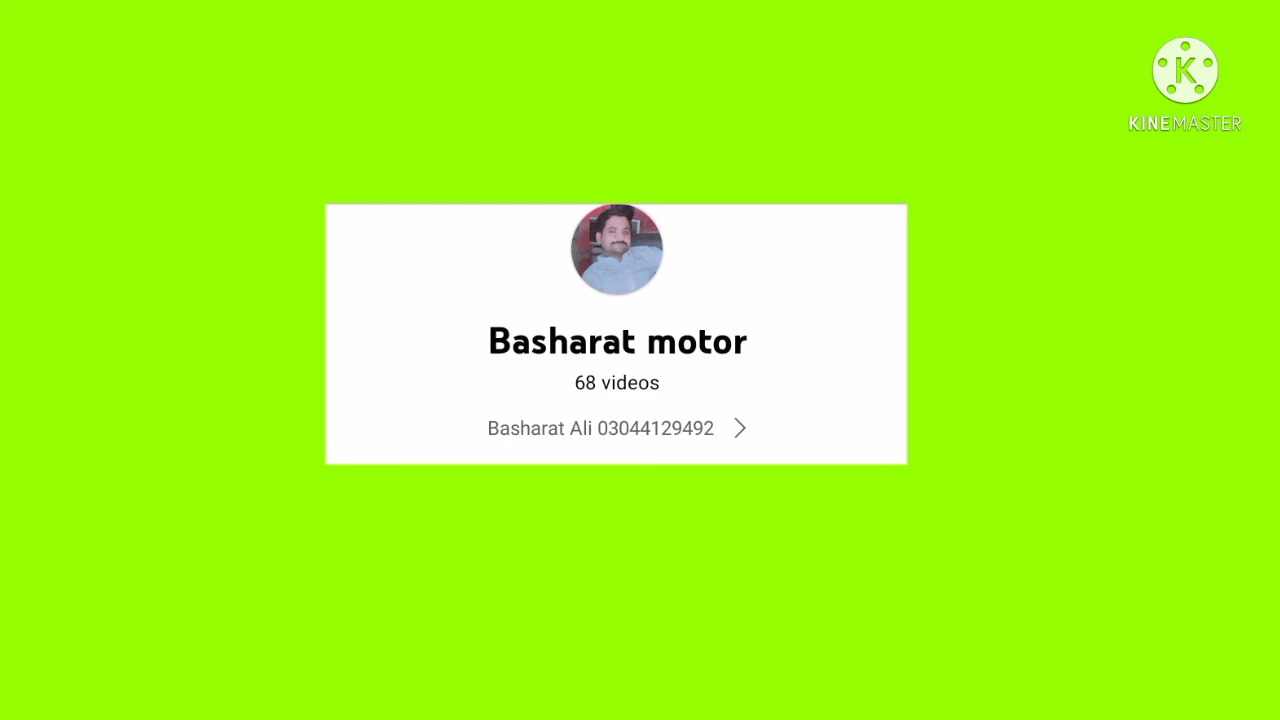 K
KINEMASTER
Basharat motor
68 videos
Basharat Ali 03044129492